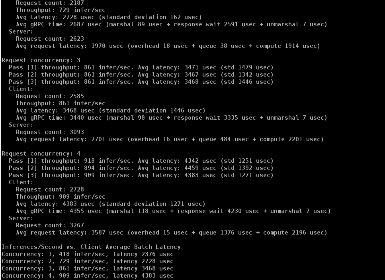 Request count: 2187
Throughput: 729 infer/sec
Avg latency: 2728 usec (standard deviation 162 usec)
Avg gRPC time: 2687 usec (marshal 89 usec + response wait 2591 usec + unmarshal 7 usec)
Server:
Request count: 2623
Avg request latency: 1970 usec (overhead 18 usec + queue 38 usec + compute 1914 usec)
Request concurrency: 3
Pass [1] throughput: 861 infer/sec. Avg latency: 3471 usec (std 1479 usec)
Pass [2] throughput: 861 infer/sec. Avg latency: 3467 usec (std 1342 usec)
Pass [3] throughput: 861 infer/sec. Avg latency: 3468 usec (std 1446 usec)
Client:
Request count: 2585
Throughput: 861 infer/sec
Avg latency: 3468 usec (standard deviation 1446 usec)
Avg gRPC time: 3440 usec (marshal 98 usec + response wait 3335 usec + unmarshal 7 usec)
Server:
Request count: 3093
Avg request latency: 2701 usec (overhead 16 usec + queue 484 usec + compute 2201 usec)
Request concurrency: 4
Pass [1] throughput: 918 infer/sec. Avg latency: 4342 usec (std 1251 usec)
Pass [2] throughput: 894 infer/sec. Avg latency: 4459 usec (std 1392 usec)
Pass [3] throughput: 909 infer/sec. Avg latency: 4383 usec (std 1271 usec)
Client:
Request count: 2728
Throughput: 909 infer/sec
Avg latency: 4383 usec (standard deviation 1271 usec)
Avg gRPC time: 4355 usec (marshal 118 usec + response wait 4230 usec + unmarshal 7 usec)
Server:
Request count: 3267
Avg request latency: 3587 usec (overhead 15 usec + queue 1376 usec + compute 2196 usec)
Inferences/Second vs. Client Average Batch Latency
Concurrency: 1, 418 infer/sec, latency 2376 usec
Concurrency: 2, 729 infer/sec, latency 2728 usec
Concurrency: 3, 861 infer/sec, latency 3468 usec
Concurrency: 4, 909 infer/sec, latency 4383 usec